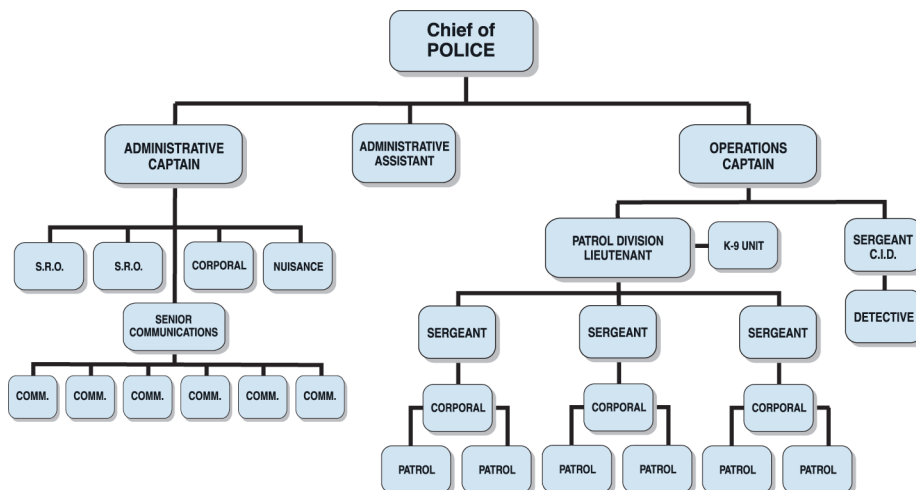 Chief of
POLICE
ADMINISTRATIVE
CAPTAIN
ADMINISTRATIVE
ASSISTANT
OPERATIONS
CAPTAIN
S.R.O.
S.R.O.
CORPORAL
NUISANCE
PATROL DIVISION
LIEUTENANT
K-9 UNIT
SERGEANT
C.I.D.
SENIOR
COMMUNICATIONS
SERGEANT
SERGEANT
SERGEANT
DETECTIVE
COMM.
COMM.
COMM.
COMM.
COMM.
COMM.
CORPORAL
CORPORAL
CORPORAL
PATROL
PATROL
PATROL
PATROL
PATROL
PATROL